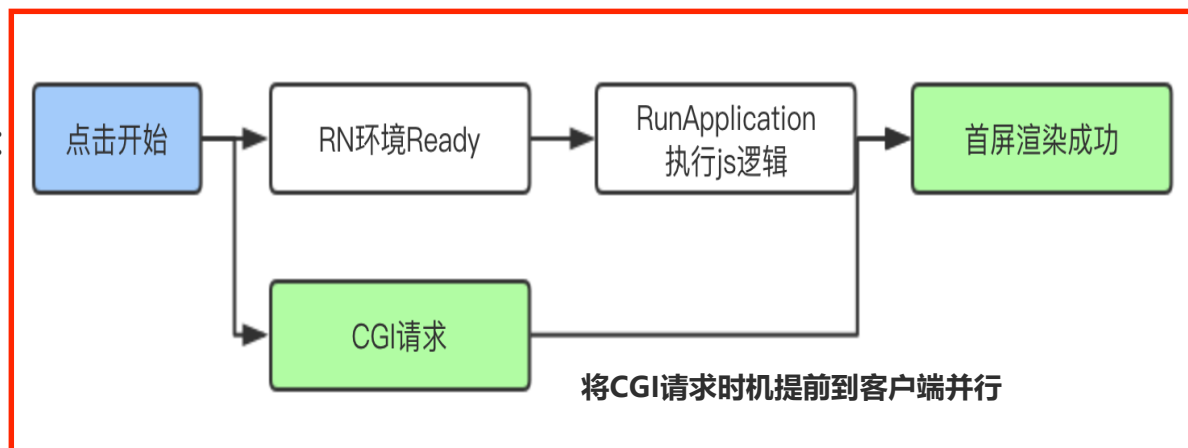 点击开始
RN环境Ready
RunApplication
执行js逻辑
首屏渲染成功
CGI请求
将CGI请求时机提前到客户端并行